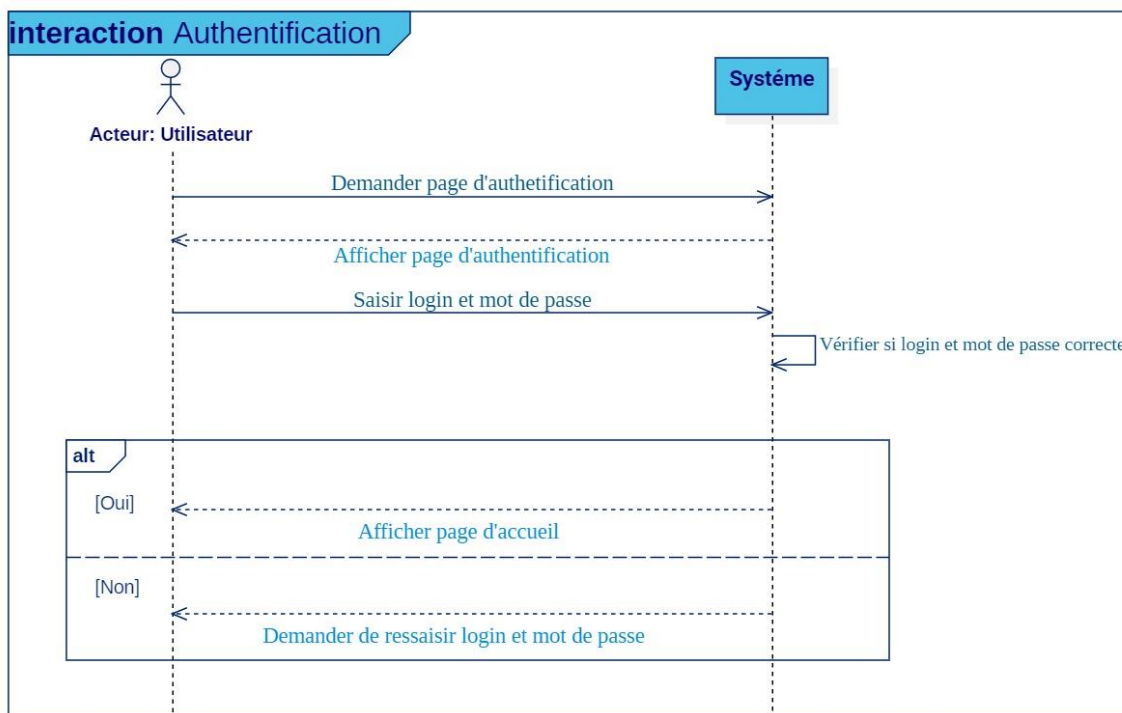 interaction Authentification
Systéme
Acteur: Utilisateur
Demander page d'authetification
Afficher page d'authentification
Saisir login et mot de passe
Vérifier si login et mot de passe correcte
alt
[Oui]
Afficher page d'accueil
[Non]
Demander de ressaisir login et mot de passe